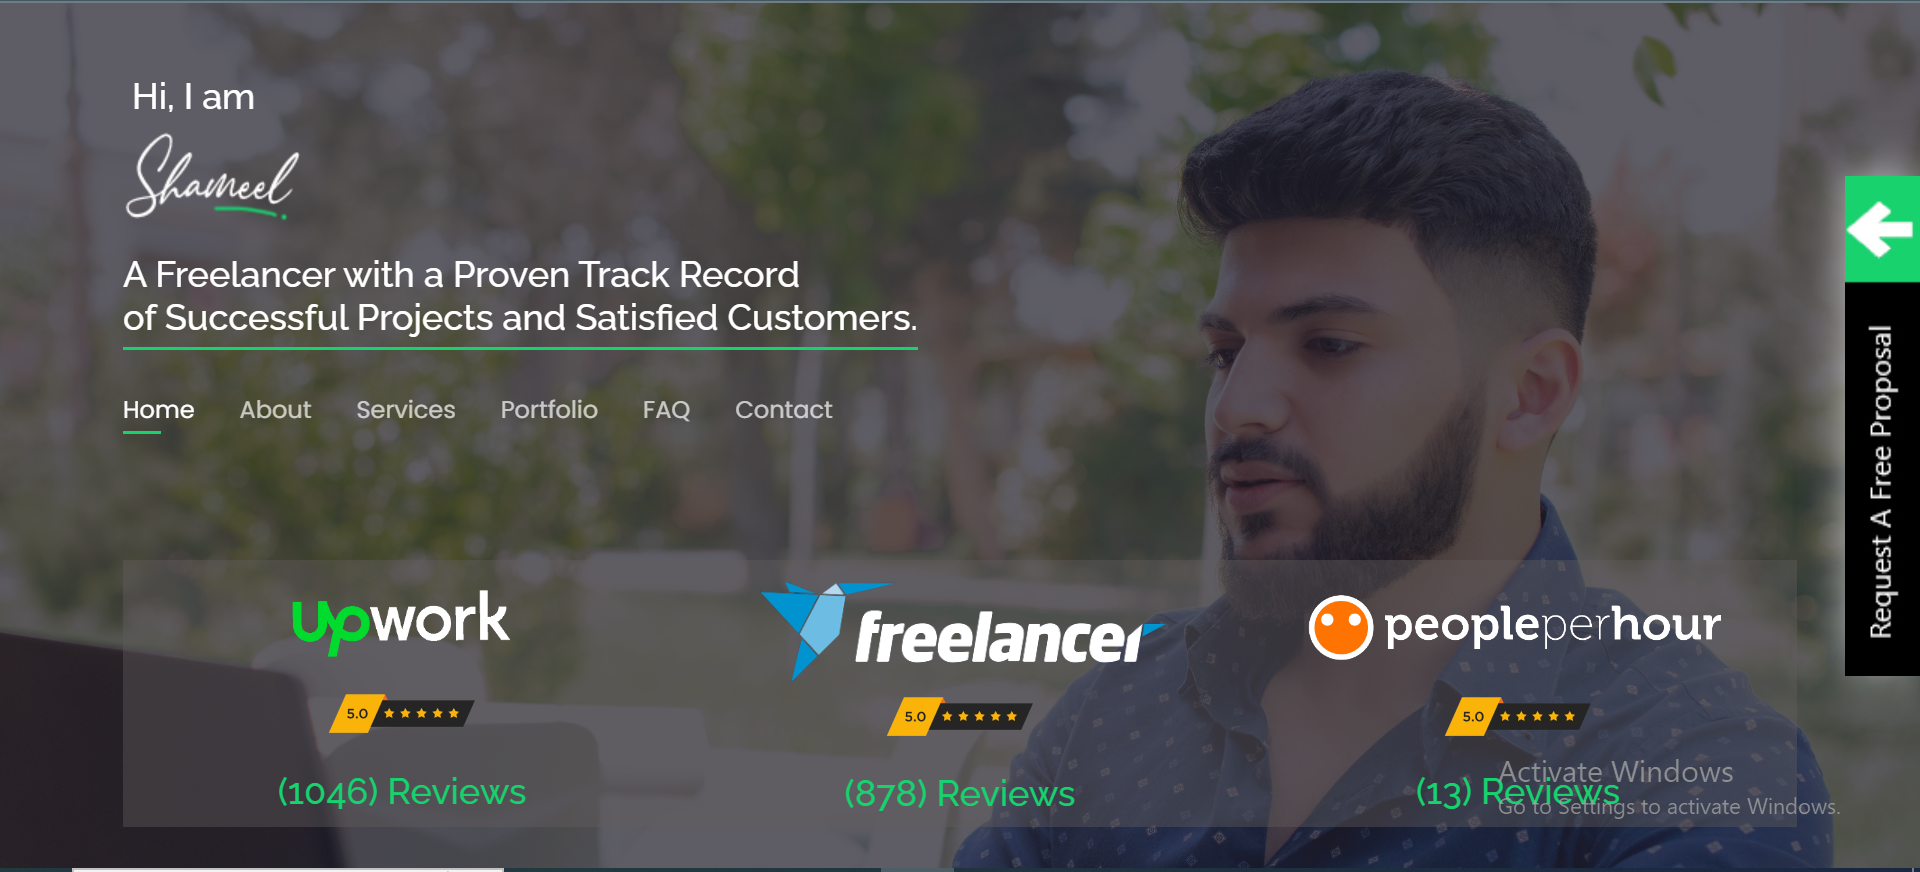 Hi, I am
Shameel
A Freelancer with a Proven Track Record
of Successful Projects and Satisfied Customers.
Home About Services Portfolio FAQ Contact
Request A Free Proposal
upwork
freelancer
peopleperhour
5.0
5.0
5.0
(1046) Reviews
(878) Reviews
(13) Reviews
Activate Windows
Go to Settings to activate Windows.